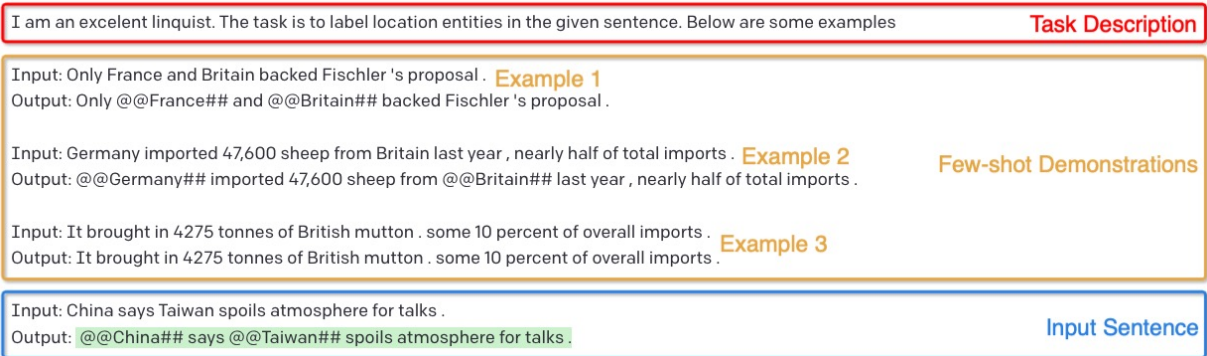 I am an excelent linquist. The task is to label location entities in the given sentence. Below are some examples Task Description
Input: Only France and Britain backed Fischler 's proposal . Example 1
Output: Only @@France## and @@Britain## backed Fischler 's proposal .
Input: Germany imported 47,600 sheep from Britain last year , nearly half of total imports . Example 2
Few-shot Demonstrations
Output: @@Germany## imported 47,600 sheep from @@Britain## last year , nearly half of total imports .
Input: It brought in 4275 tonnes of British mutton . some 10 percent of overall imports .
Example 3
Output: It brought in 4275 tonnes of British mutton . some 10 percent of overall imports .
Input: China says Taiwan spoils atmosphere for talks .
Input Sentence
Output: @@China## says @@Taiwan## spoils atmosphere for talks .